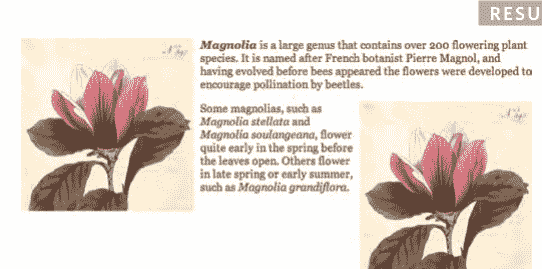 RESU
Magnolia is a large genus that contains over 200 flowering plant
species. It is named after French botanist Pierre Magnol, and
having evolved before bees appeared the flowers were developed to
encourage pollination by beetles.
Some magnolias, such as
Magnolia stellata and
Magnolia soulangeana, flower
quite early in the spring before
the leaves open. Others flower
in late spring or early summer,
such as Magnolia grandiflora.